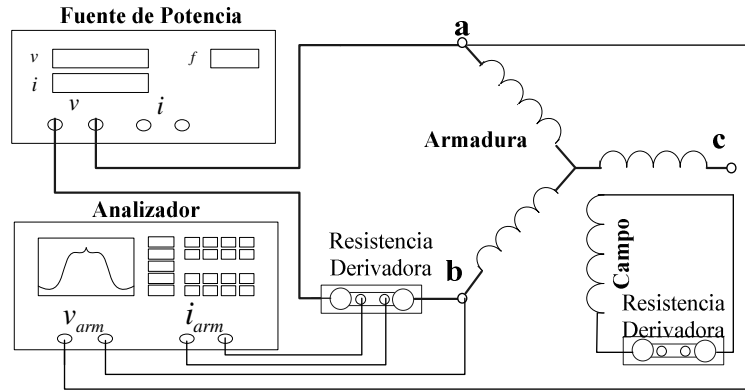 Fuente de Potencia
v
f
i
v
i
a
Armadura
c
Analizador
Resistencia
Derivadora
b
Campo
Resistencia
Derivadora
v arm
i arm